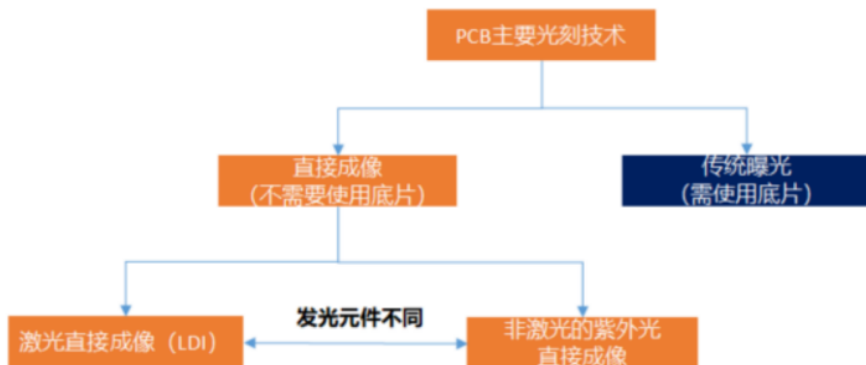 PCB主要光刻技术
直接成像
（不需要使用底片）
传统曝光
（需使用底片）
发光元件不同
激光直接成像（LDI）
非激光的紫外光
直接成像